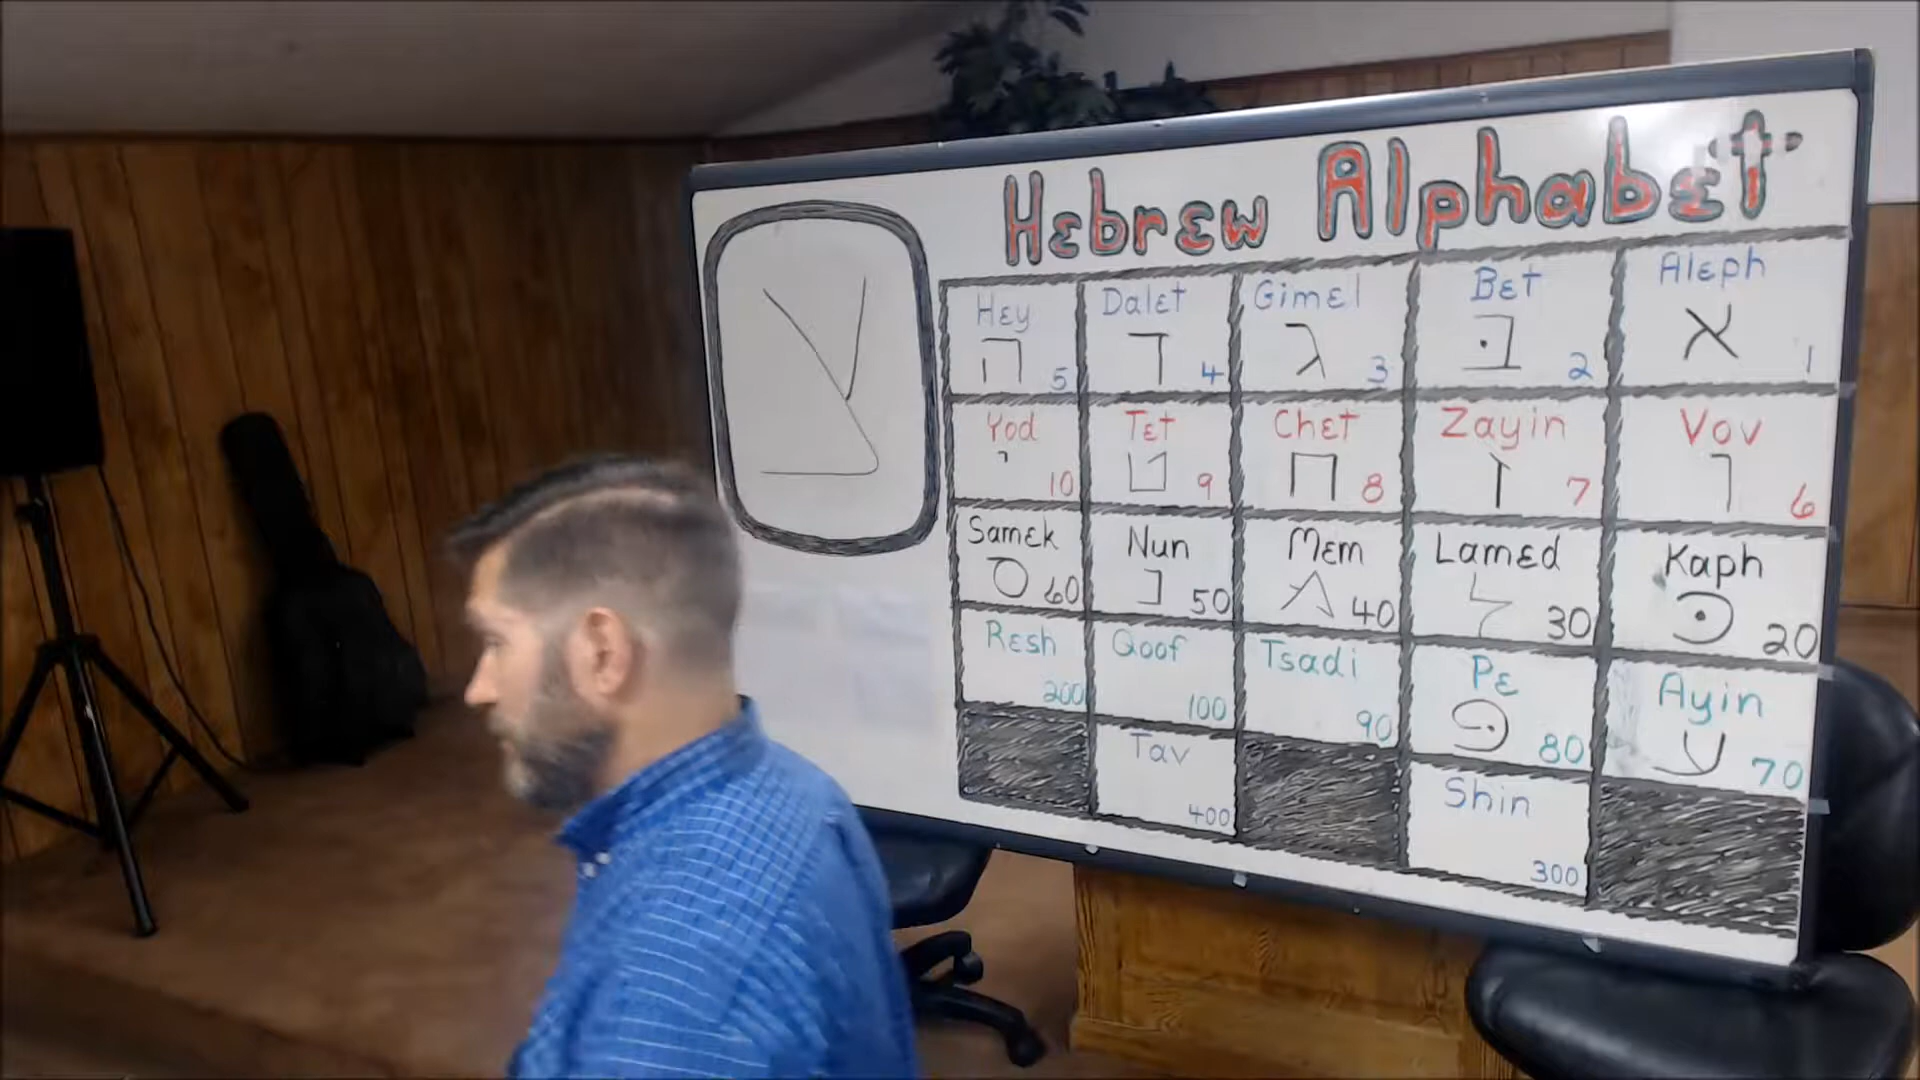 Hebrew Alphabet
צ
Hey Dalet Gimel Bet Aleph
ה 5 ד 4 ג 3 בּ 2 א 1
Yod Tet Chet Zayin Vov
י 10 ט 9 ח 8 ז 7 ו 6
Samek Nun Mem Lamed Kaph
ס 60 נ 50 מ 40 ל 30 כּ 20
Resh Qoof Tsadi Pe Ayin
200 100 90 פּ 80 ע 70
Tav Shin
400 300